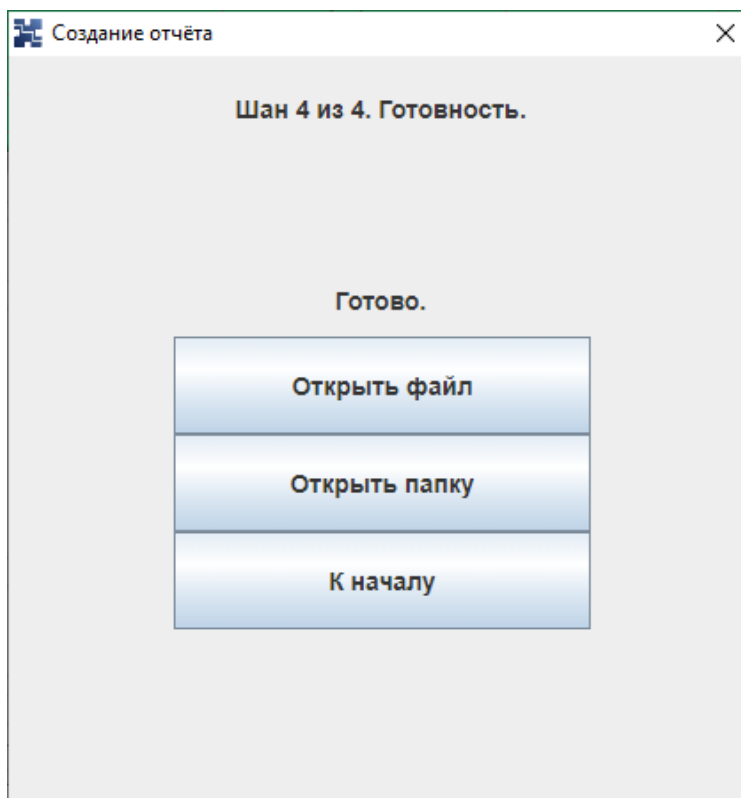 Создание отчёта
Шан 4 из 4. Готовность.
Готово.
Открыть файл
Открыть папку
К началу